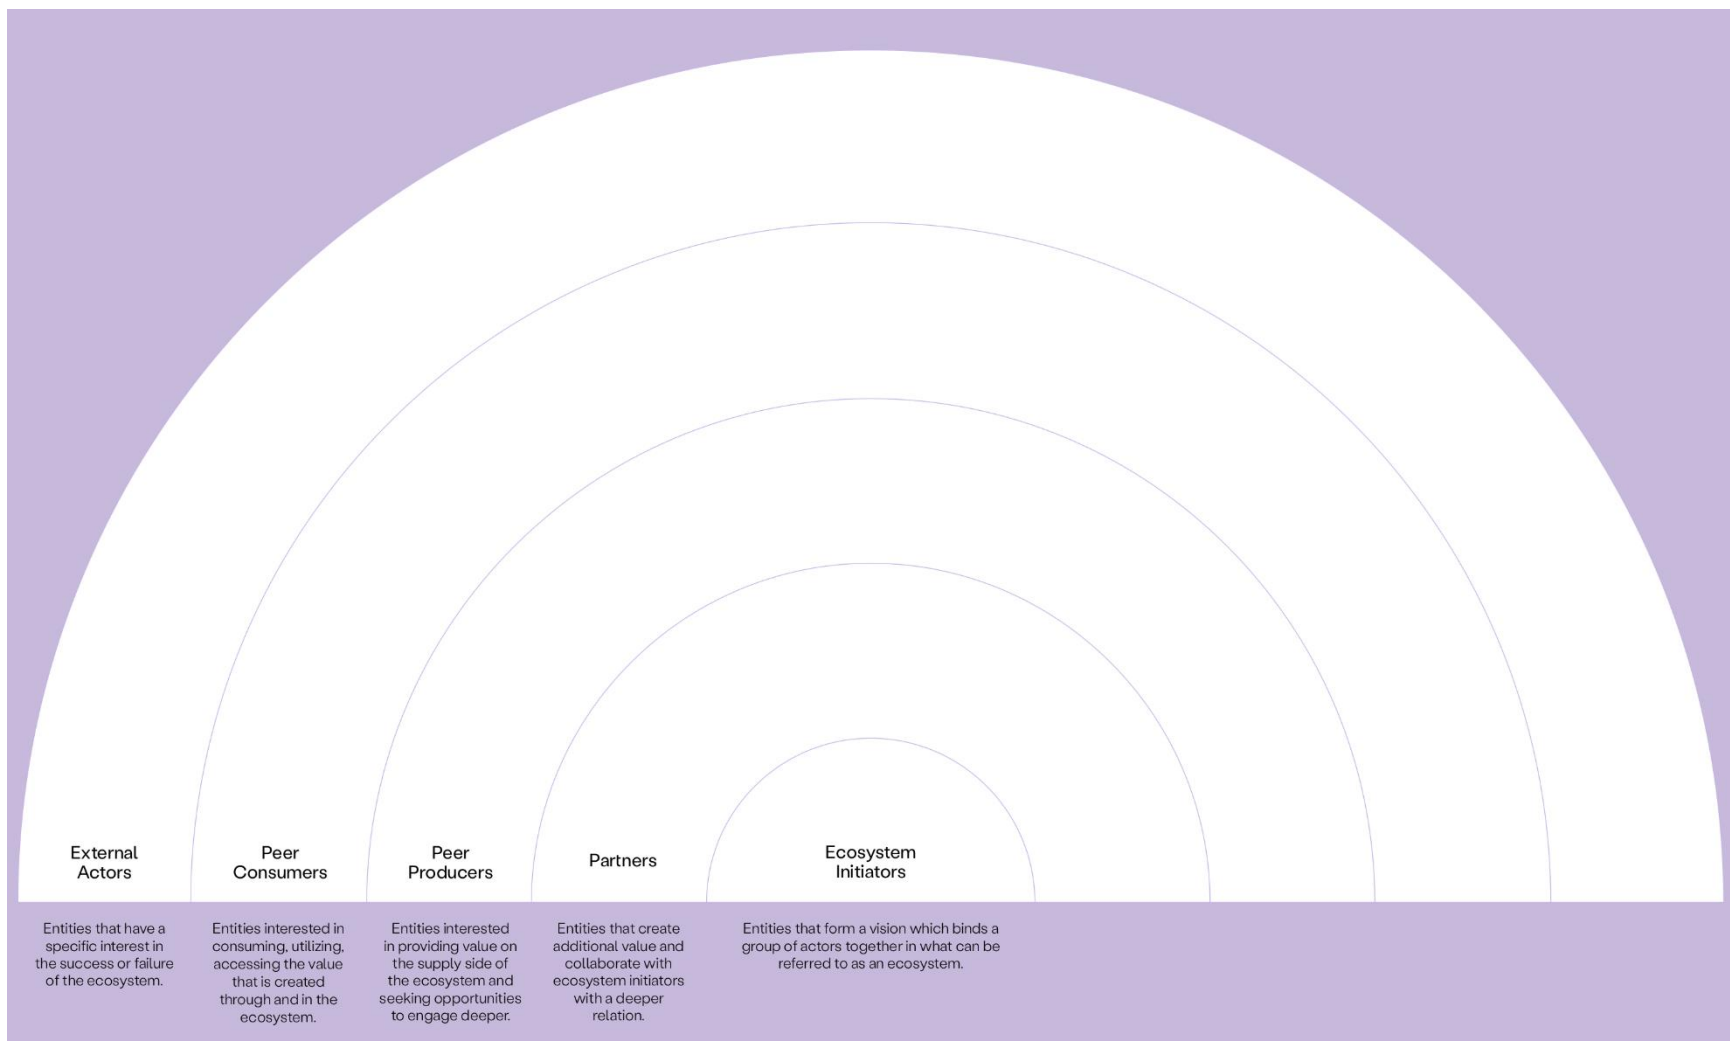 External
Actors
Peer
Consumers
Peer
Producers
Partners
Ecosystem
Initiators
Entities that have a
specific interest in
the success or failure
of the ecosystem.
Entities interested in
consuming, utilizing,
accessing the value
that is created
through and in the
ecosystem.
Entities interested
in providing value on
the supply side of
the ecosystem and
seeking opportunities
to engage deeper.
Entities that create
additional value and
collaborate with
ecosystem initiators
with a deeper
relation.
Entities that form a vision which binds a
group of actors together in what can be
referred to as an ecosystem.